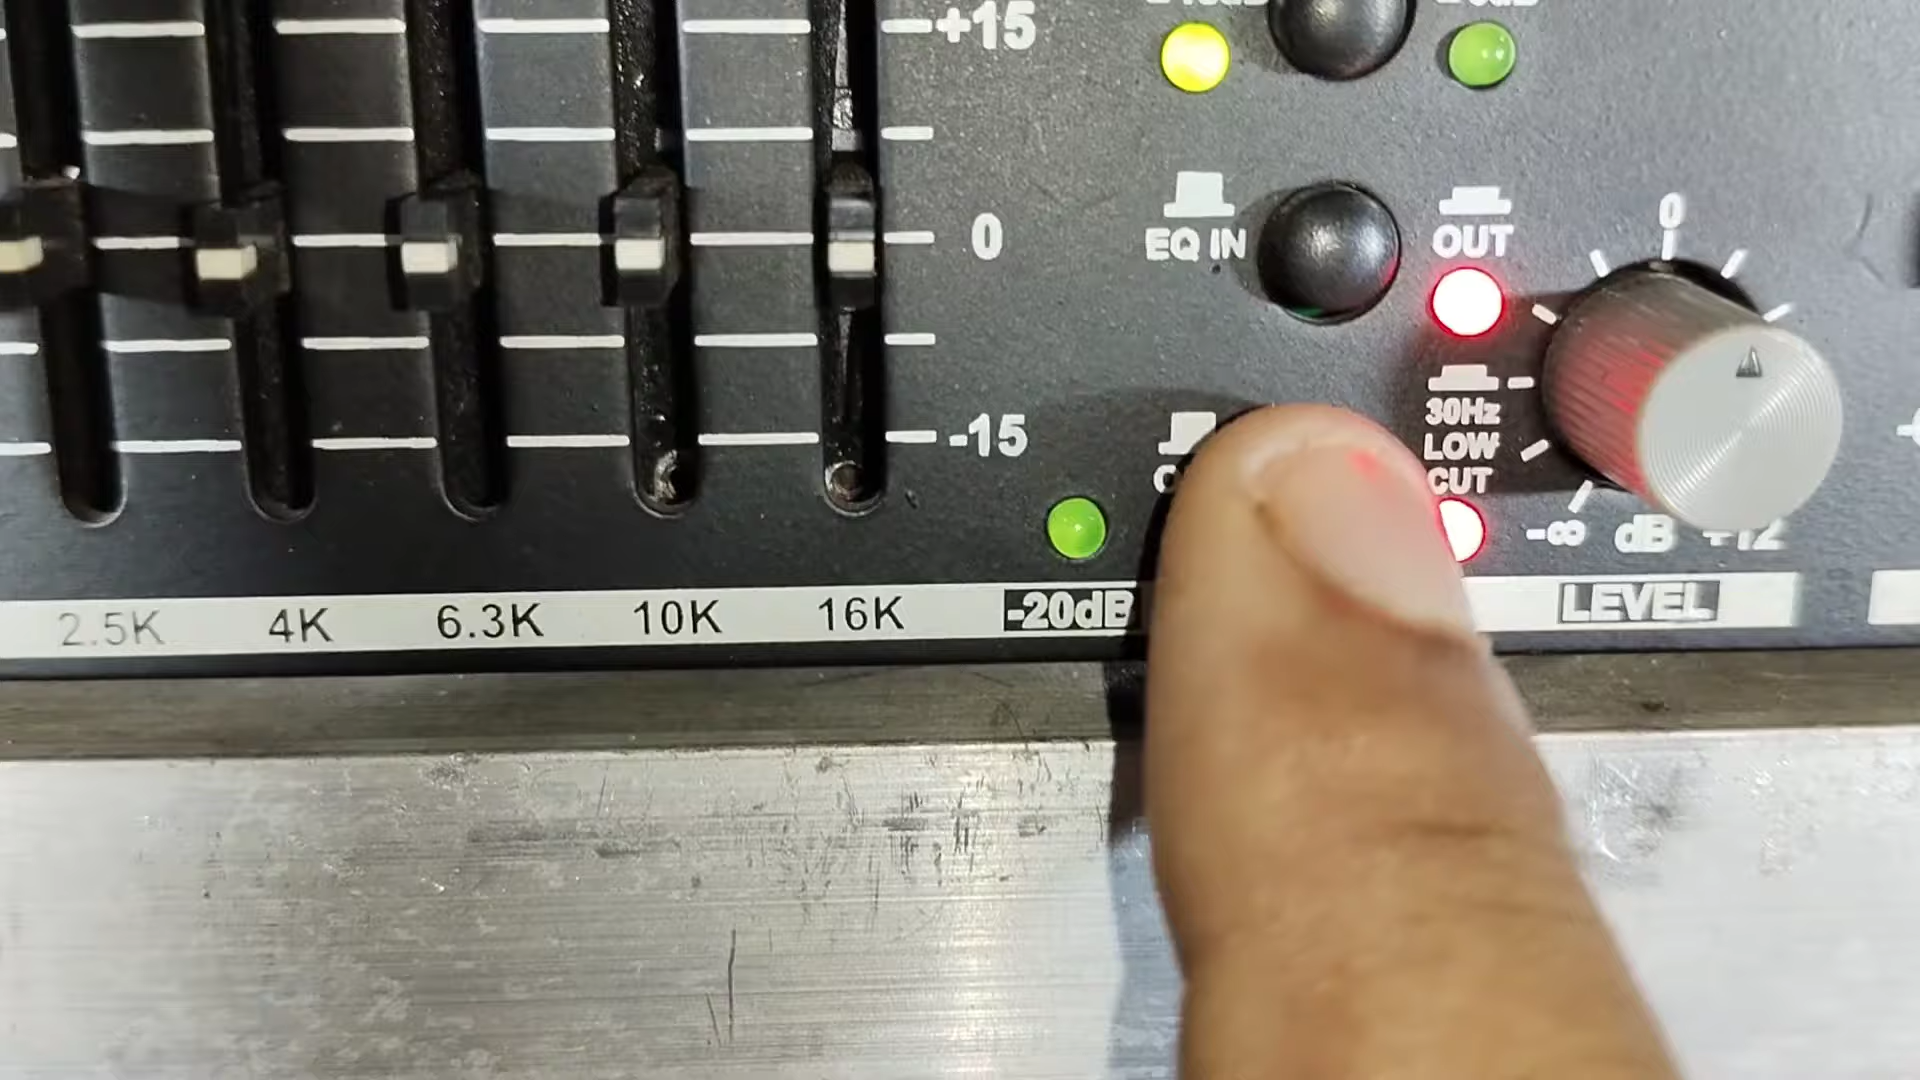 +15
EQ IN
OUT
0
0
30Hz
LOW
CUT
-15
-∞ dB +12
2.5K 4K 6.3K 10K 16K -20dB LEVEL